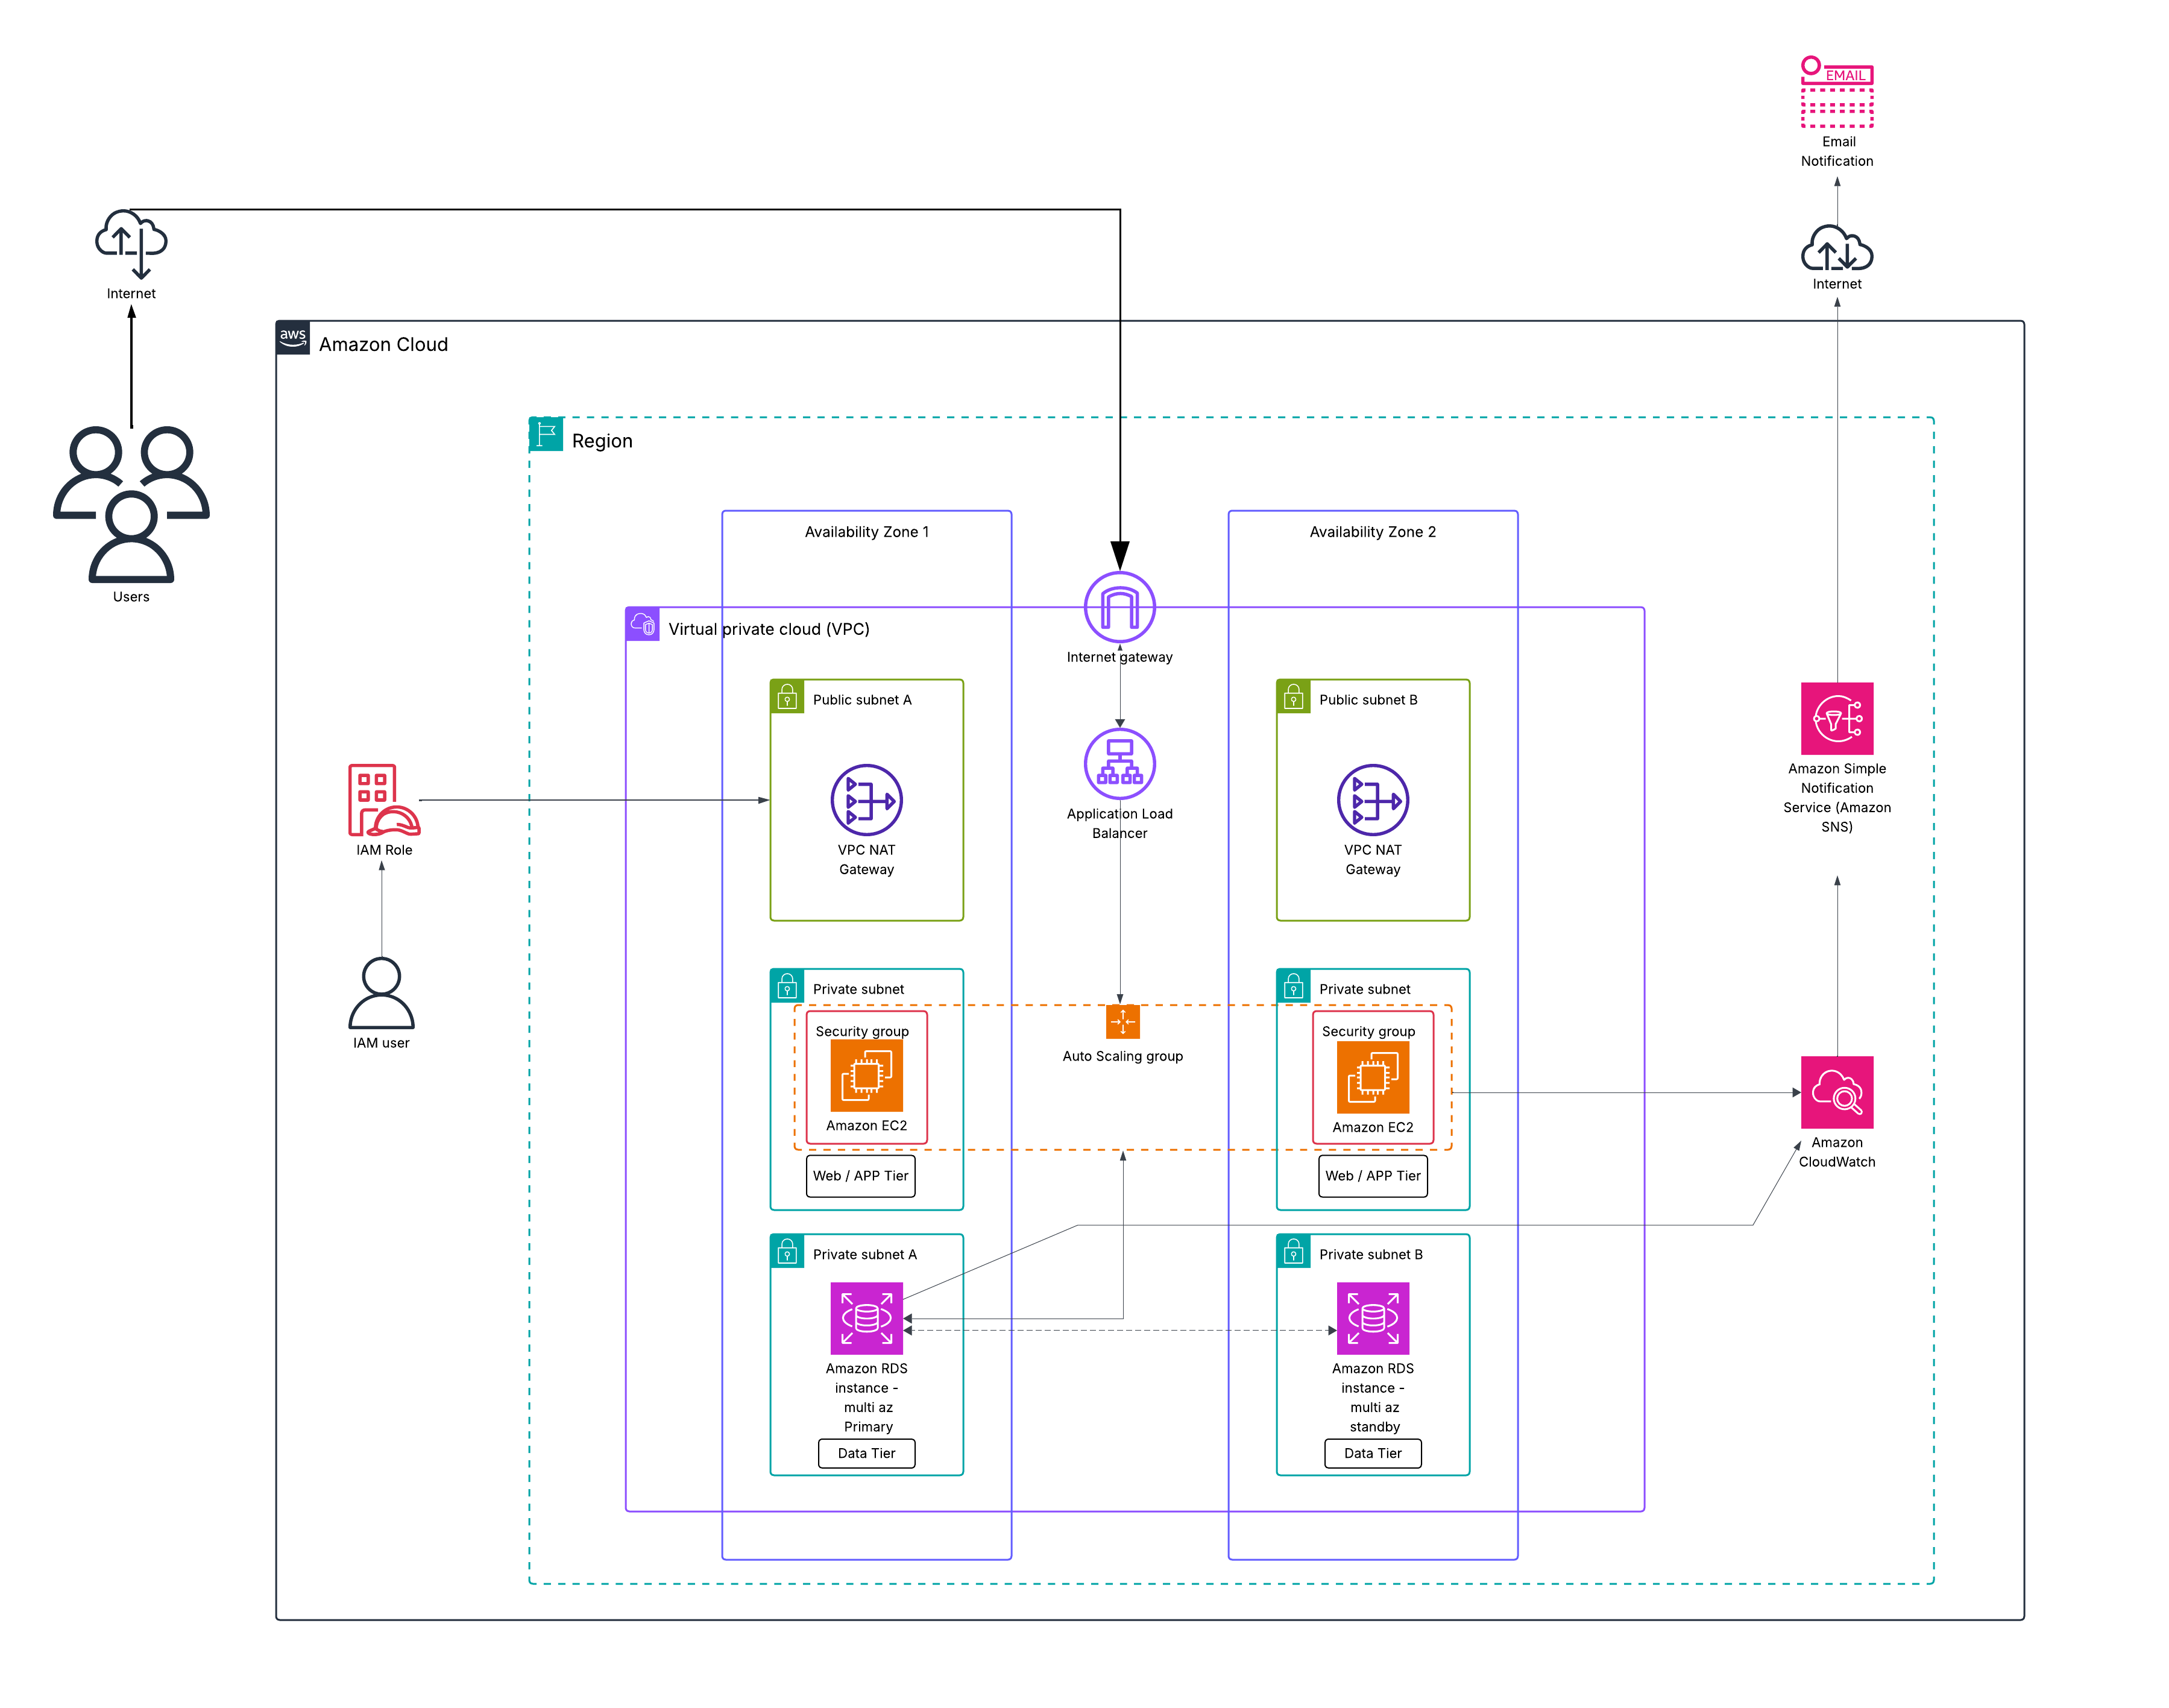 EMAIL
Email
Notification
Internet
Internet
aws
Amazon Cloud
Region
Users
Availability Zone 1
Availability Zone 2
Virtual private cloud (VPC)
Internet gateway
Public subnet A
Public subnet B
Application Load
Balancer
VPC NAT
Gateway
VPC NAT
Gateway
Amazon Simple
Notification
Service (Amazon
SNS)
IAM Role
IAM user
Private subnet
Private subnet
Security group
Security group
Auto Scaling group
Amazon EC2
Amazon EC2
Web / APP Tier
Web / APP Tier
Amazon
CloudWatch
Private subnet A
Private subnet B
Amazon RDS
instance -
multi az
Primary
Amazon RDS
instance -
multi az
standby
Data Tier
Data Tier